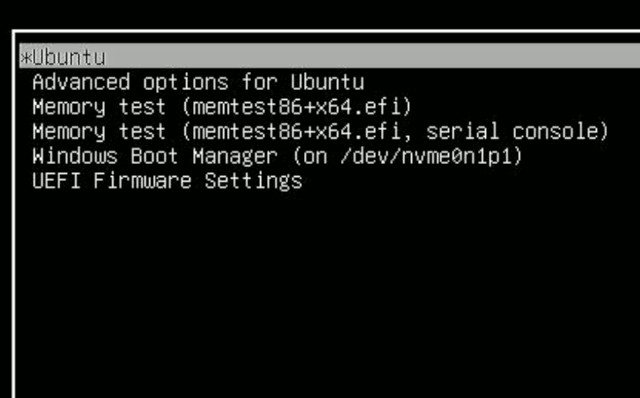 *Ubuntu
Advanced options for Ubuntu
Memory test (memtest86+x64.efi)
Memory test (memtest86+x64.efi, serial console)
Windows Boot Manager (on /dev/nvme0n1p1)
UEFI Firmware Settings